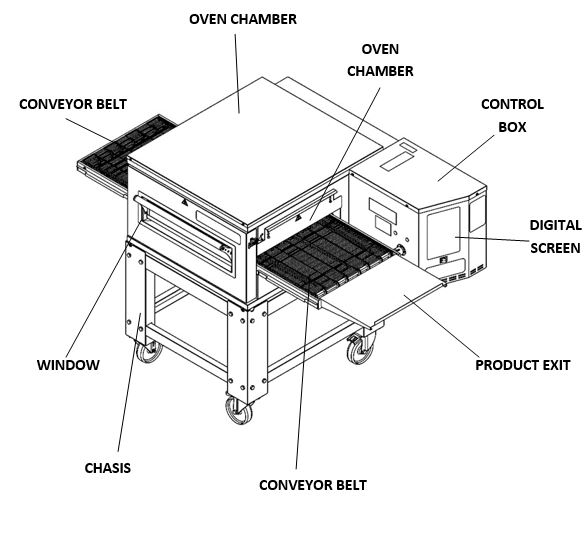 OVEN CHAMBER
OVEN
CHAMBER
CONVEYOR BELT
CONTROL
BOX
DIGITAL
SCREEN
WINDOW
PRODUCT EXIT
CHASIS
CONVEYOR BELT